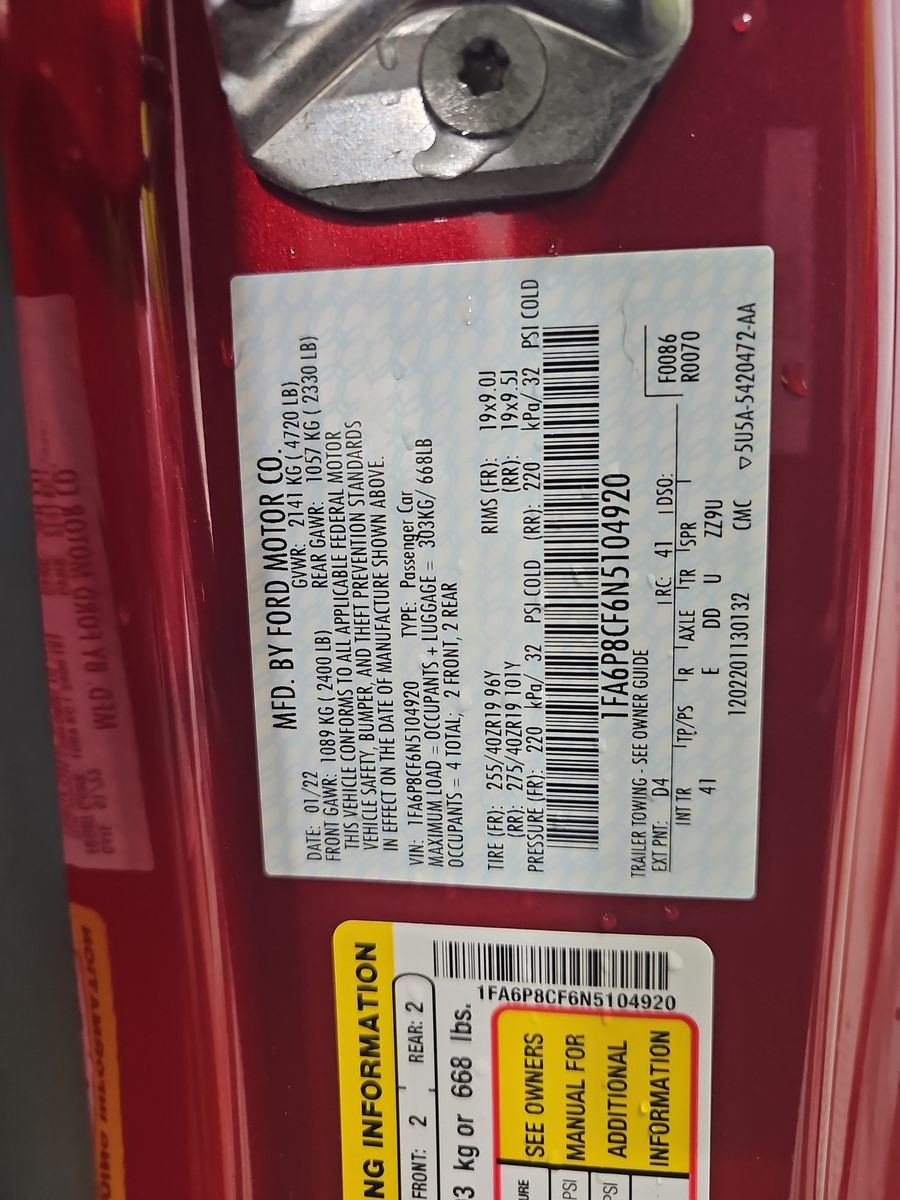 MFD. BY FORD MOTOR CO.
DATE: 01/22 GVWR: 2141 KG ( 4720 LB)
FRONT GAWR: 1089 KG ( 2400 LB) REAR GAWR: 1057 KG ( 2330 LB)
THIS VEHICLE CONFORMS TO ALL APPLICABLE FEDERAL MOTOR
VEHICLE SAFETY, BUMPER, AND THEFT PREVENTION STANDARDS
IN EFFECT ON THE DATE OF MANUFACTURE SHOWN ABOVE.
VIN: 1FA6P8CF6N5104920 TYPE: Passenger Car
MAXIMUM LOAD = OCCUPANTS + LUGGAGE = 303KG/ 668LB
OCCUPANTS = 4 TOTAL; 2 FRONT, 2 REAR
TIRE (FR): 255/40ZR19 96Y RIMS (FR): 19x9.0J
(RR): 275/40ZR19 101Y (RR): 19x9.5J
PRESSURE (FR): 220 kPa/ 32 PSI COLD (RR): 220 kPa/ 32 PSI COLD
1FA6P8CF6N5104920
TRAILER TOWING - SEE OWNER GUIDE
EXT PNT: D4 RC: 41 DSO: F0086
INT TR TP/PS R AXLE TR SPR R0070
41 E DD U ZZ9U
120220113O132 CMC ▽5U5A-5420472-AA
NG INFORMATION
FRONT: 2 REAR: 2
3 kg or 668 lbs.
1FA6P8CF6N5104920
URE
PSI
PSI
SEE OWNERS
MANUAL FOR
ADDITIONAL
INFORMATION